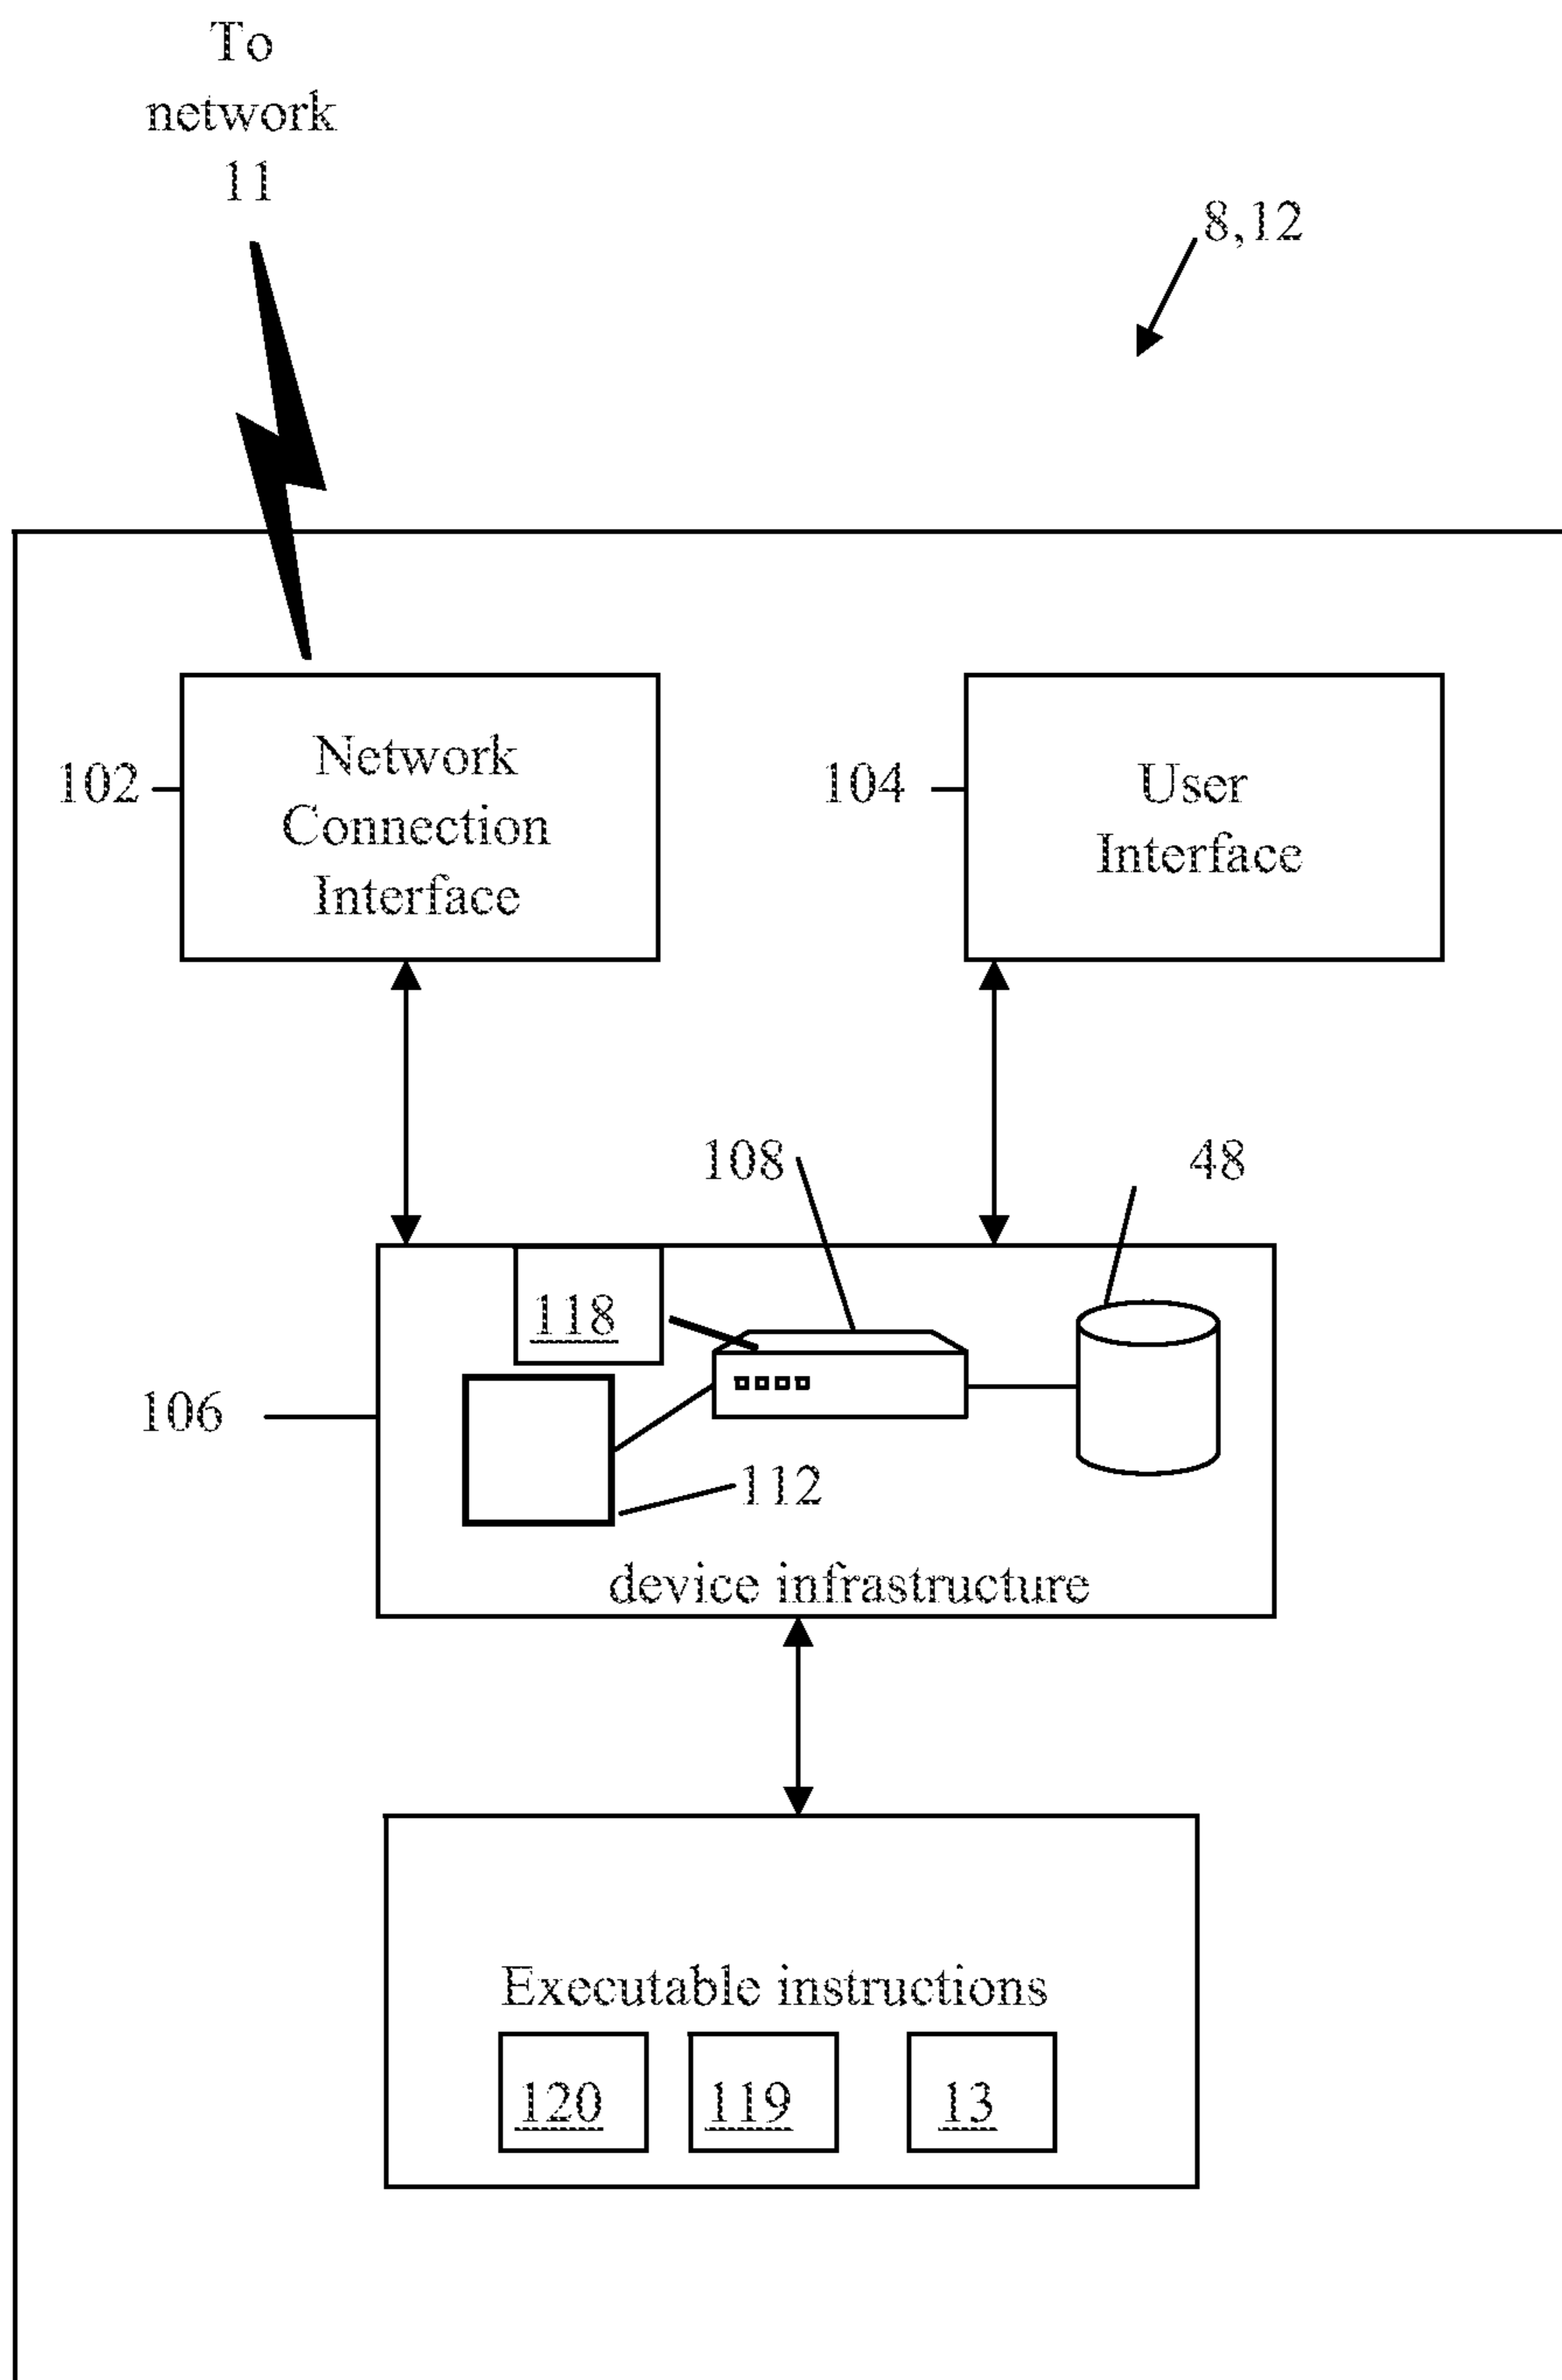 To
network
11
8,12
102
Network
Connection
Interface
104
User
Interface
108
48
118
106
112
device infrastructure
Executable instructions
120
119
13